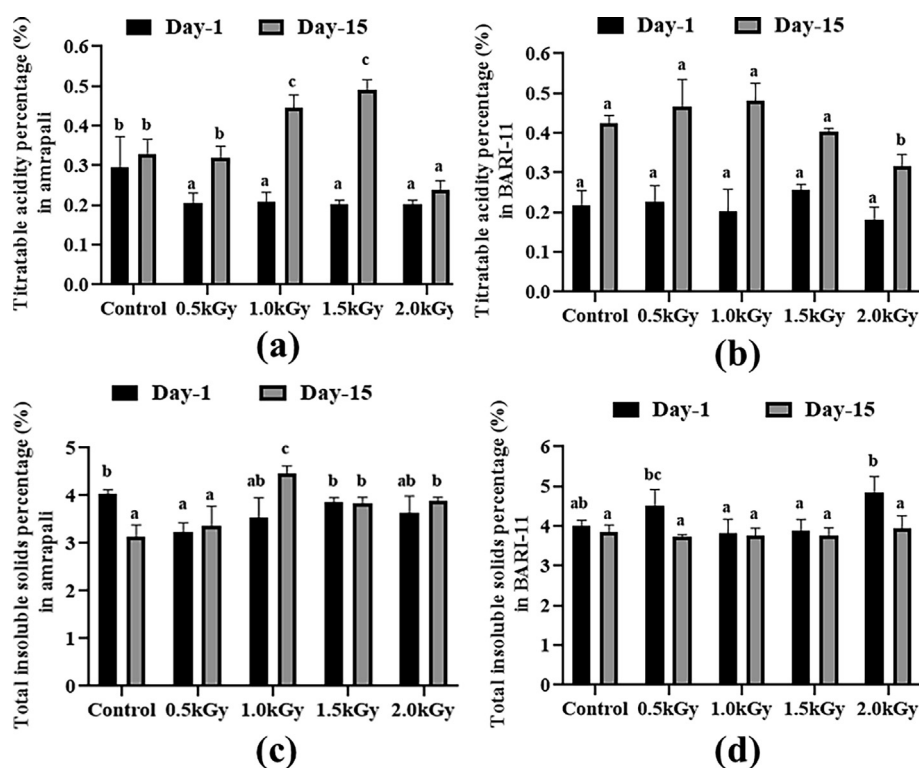 Day-1 Day-15
Titratable acidity percentage (%)
in amrapali
0.6
0.5
0.4
0.3
0.2
0.1
0.0
b b a b a c a c a a
Control 0.5kGy 1.0kGy 1.5kGy 2.0kGy
(a)
Day-1 Day-15
Titratable acidity percentage (%)
in BARI-11
0.6
0.5
0.4
0.3
0.2
0.1
0.0
a a a a a a a a a b
Control 0.5kGy 1.0kGy 1.5kGy 2.0kGy
(b)
Day-1 Day-15
Total insoluble solids percentage (%)
in amrapali
5
4
3
2
1
0
b a a a ab c b b ab b
Control 0.5kGy 1.0kGy 1.5kGy 2.0kGy
(c)
Day-1 Day-15
Total insoluble solids percentage (%)
in BARI-11
6
5
4
3
2
1
0
ab a bc a a a a a b a
Control 0.5kGy 1.0kGy 1.5kGy 2.0kGy
(d)